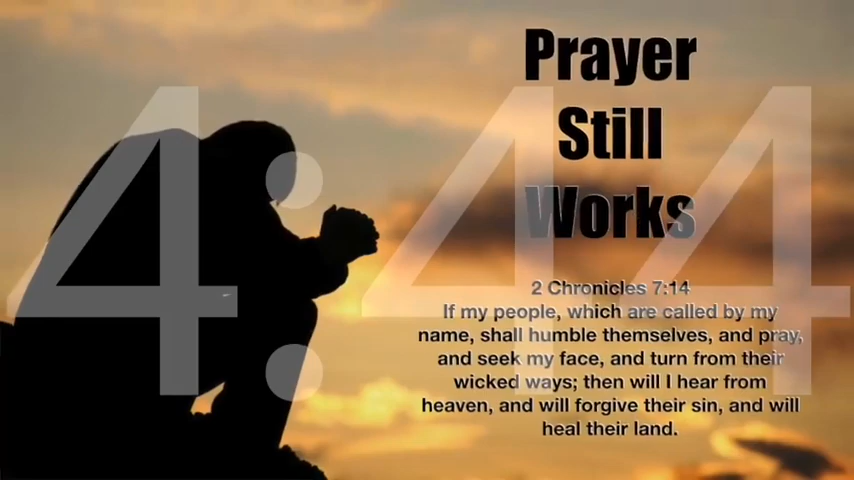 Prayer
Still
Works
4:44
2 Chronicles 7:14
If my people, which are called by my
name, shall humble themselves, and pray,
and seek my face, and turn from their
wicked ways; then will I hear from
heaven, and will forgive their sin, and will
heal their land.